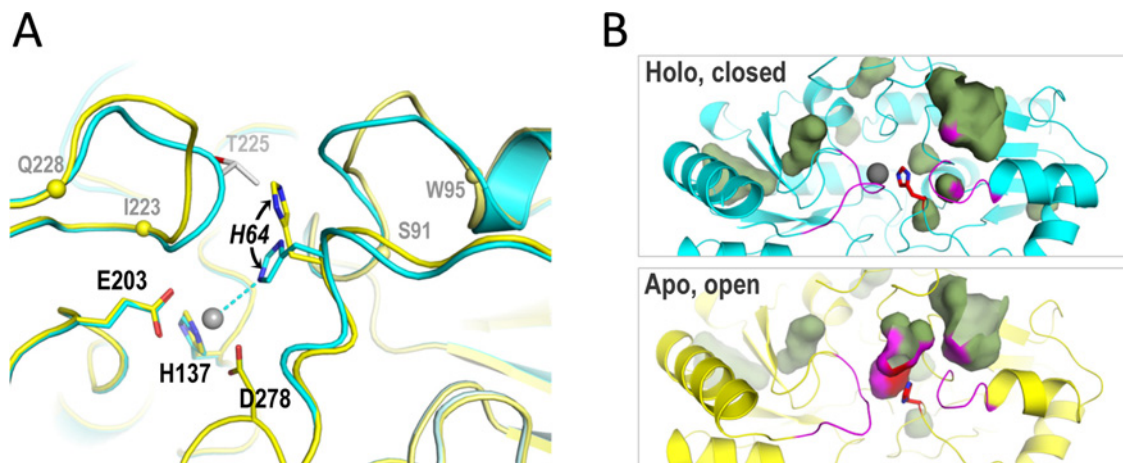 A
T225
Q228
I223
H64
W95
S91
E203
H137
D278
B
Holo, closed
Apo, open